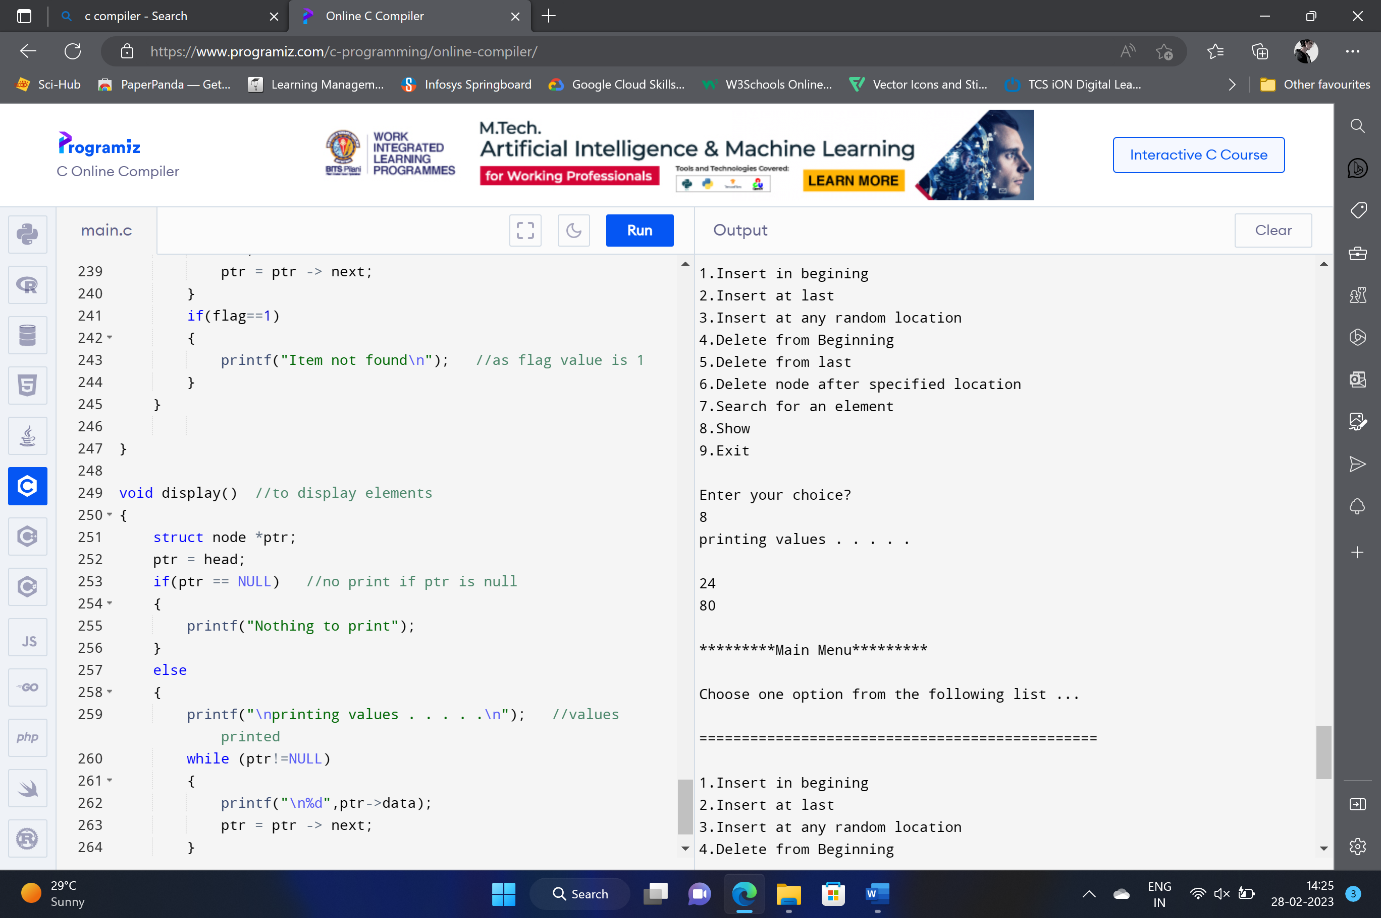 c compiler - Search
Online C Compiler
https://www.programiz.com/c-programming/online-compiler/
Sci-Hub
PaperPanda — Get...
Learning Managem...
Infosys Springboard
Google Cloud Skills...
W3Schools Online...
Vector Icons and Sti...
TCS iON Digital Lea...
Other favourites
Programiz
C Online Compiler
BITS Pilani
WORK
INTEGRATED
LEARNING
PROGRAMMES
M.Tech.
Artificial Intelligence & Machine Learning
for Working Professionals
Tools and Technologies Covered:
LEARN MORE
Interactive C Course
main.c
Run
Output
Clear
239 ptr = ptr -> next;
240 }
241 if(flag==1)
242 {
243 printf("Item not found\n"); //as flag value is 1
244 }
245 }
246
247 }
248
249 void display() //to display elements
250 {
251 struct node *ptr;
252 ptr = head;
253 if(ptr == NULL) //no print if ptr is null
254 {
255 printf("Nothing to print");
256 }
257 else
258 {
259 printf("\nprinting values . . . . .\n"); //values
printed
260 while (ptr!=NULL)
261 {
262 printf("\n%d",ptr->data);
263 ptr = ptr -> next;
264 }
1.Insert in begining
2.Insert at last
3.Insert at any random location
4.Delete from Beginning
5.Delete from last
6.Delete node after specified location
7.Search for an element
8.Show
9.Exit
Enter your choice?
8
printing values . . . . .
24
80
*********Main Menu*********
Choose one option from the following list ...
===============================================
1.Insert in begining
2.Insert at last
3.Insert at any random location
4.Delete from Beginning
JS
GO
php
29°C
Sunny
Search
ENG
IN
14:25
28-02-2023
3